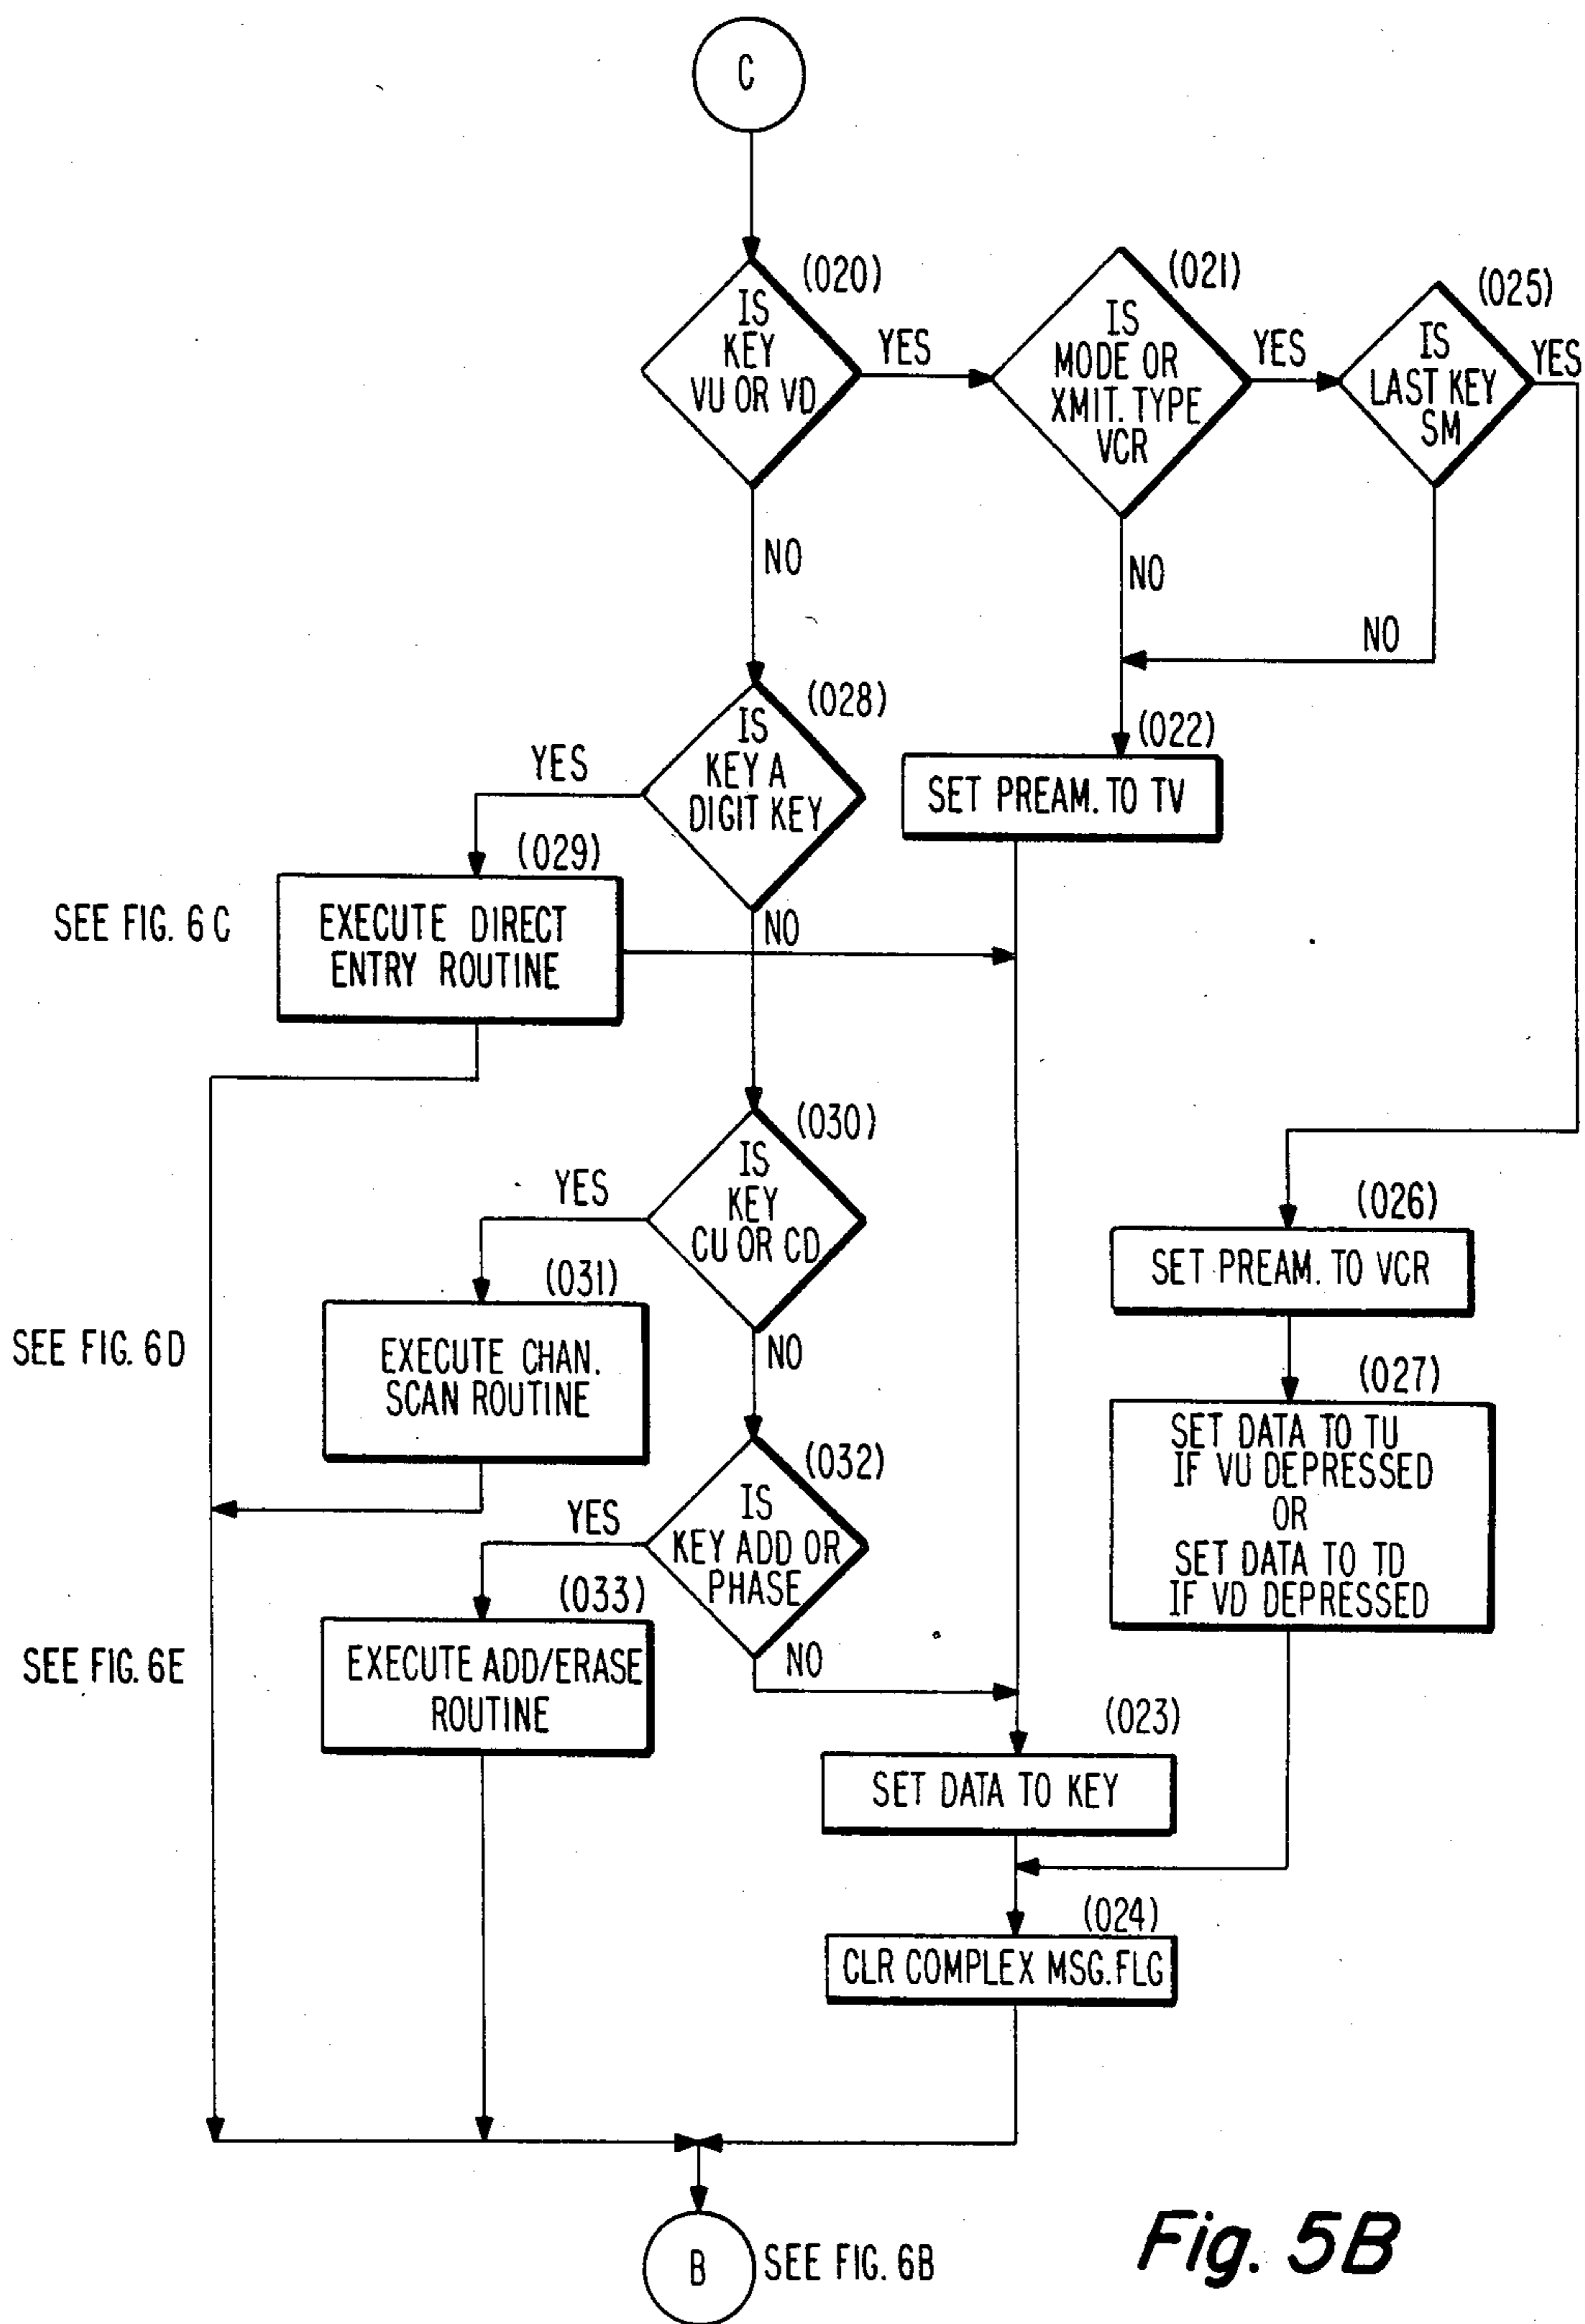 C
(020)
IS
KEY
VU OR VD
YES
NO
(021)
IS
MODE OR
XMIT. TYPE
VCR
YES
NO
(025)
IS
LAST KEY
SM
YES
NO
(028)
IS
KEY A
DIGIT KEY
YES
NO
(022)
SET PREAM. TO TV
(029)
SEE FIG. 6C
EXECUTE DIRECT
ENTRY ROUTINE
(030)
IS
KEY
CU OR CD
YES
NO
(026)
SET PREAM. TO VCR
(031)
SEE FIG. 6D
EXECUTE CHAN.
SCAN ROUTINE
(027)
SET DATA TO TU
IF VU DEPRESSED
OR
SET DATA TO TD
IF VD DEPRESSED
(032)
IS
KEY ADD OR
PHASE
YES
NO
(033)
SEE FIG. 6E
EXECUTE ADD/ERASE
ROUTINE
(023)
SET DATA TO KEY
(024)
CLR COMPLEX MSG.FLG
B
SEE FIG. 6B
Fig. 5B